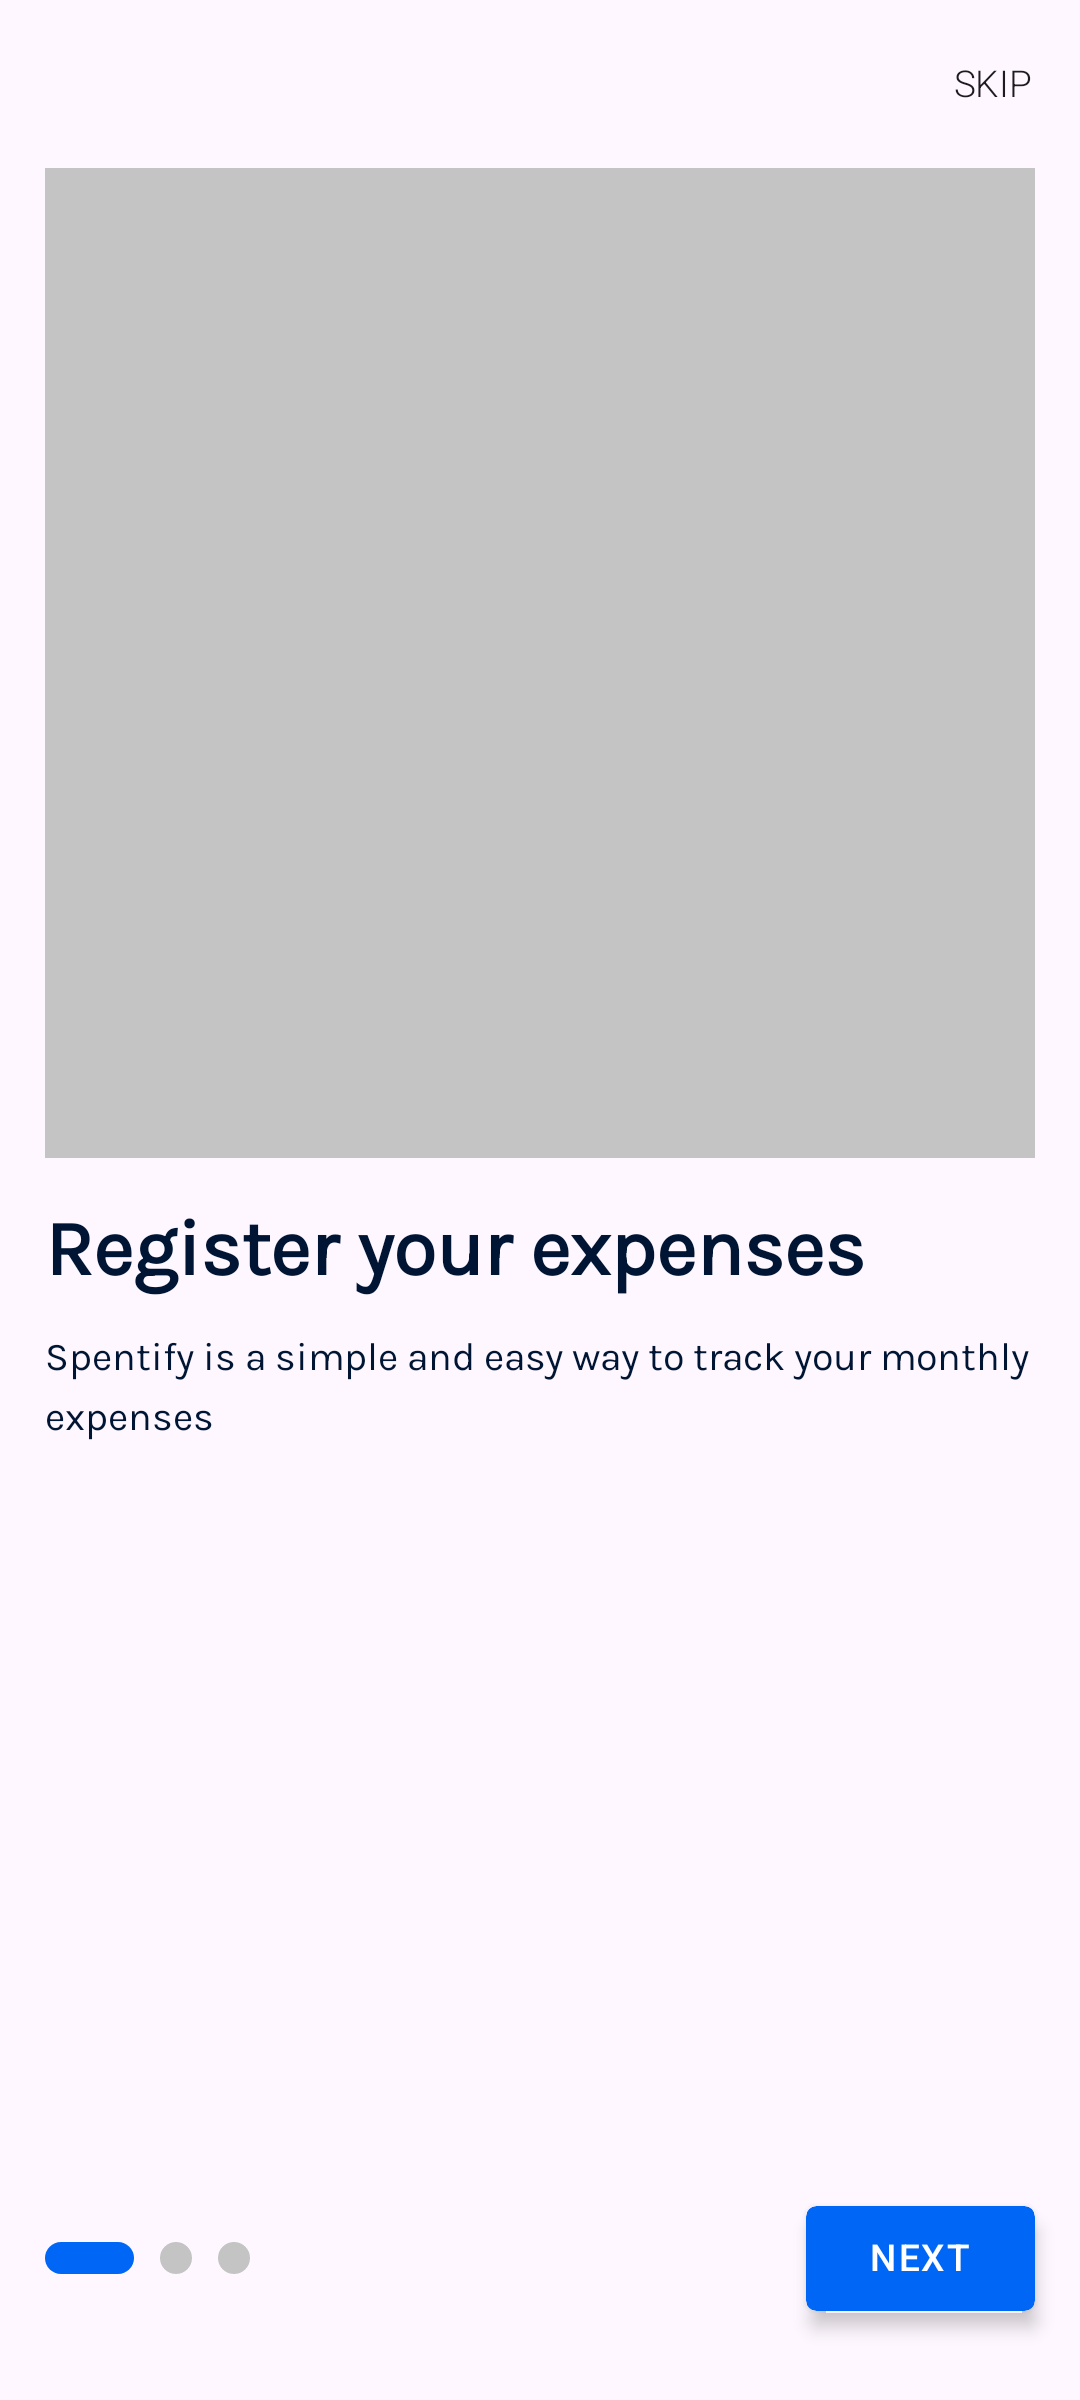 SKIP
Register your expenses
Spentify is a simple and easy way to track your monthly
expenses
NEXT